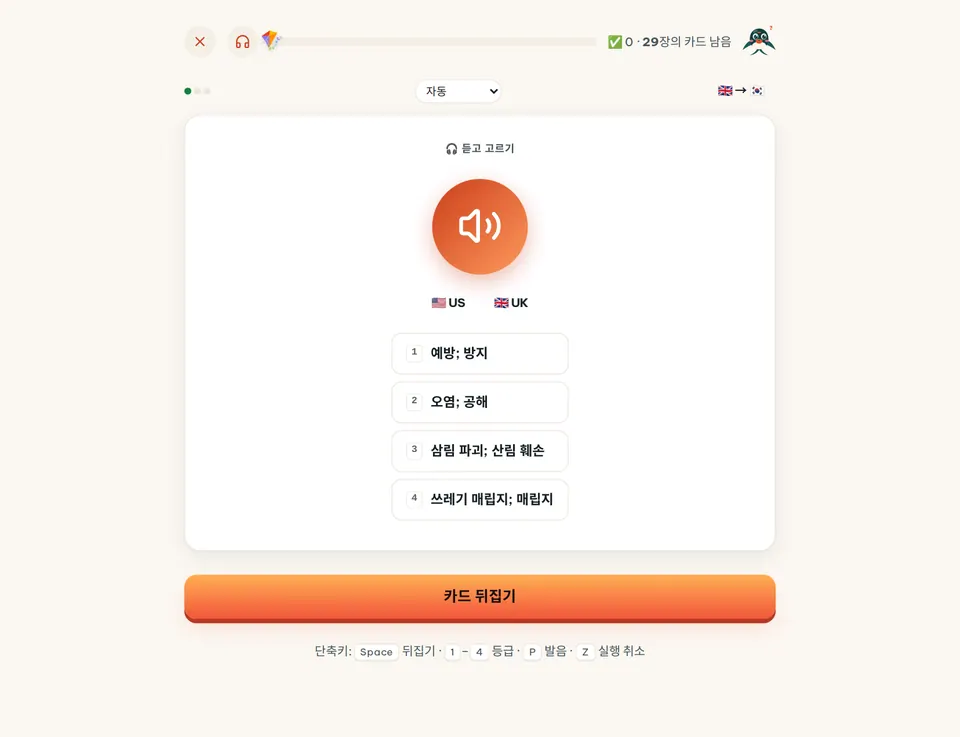 ✅ 0 · 29장의 카드 남음
자동
🇬🇧 → 🇰🇷
🎧 듣고 고르기
🇺🇸 US 🇬🇧 UK
1 예방; 방지
2 오염; 공해
3 삼림 파괴; 산림 훼손
4 쓰레기 매립지; 매립지
카드 뒤집기
단축키: Space 뒤집기 · 1 – 4 등급 · P 발음 · Z 실행 취소